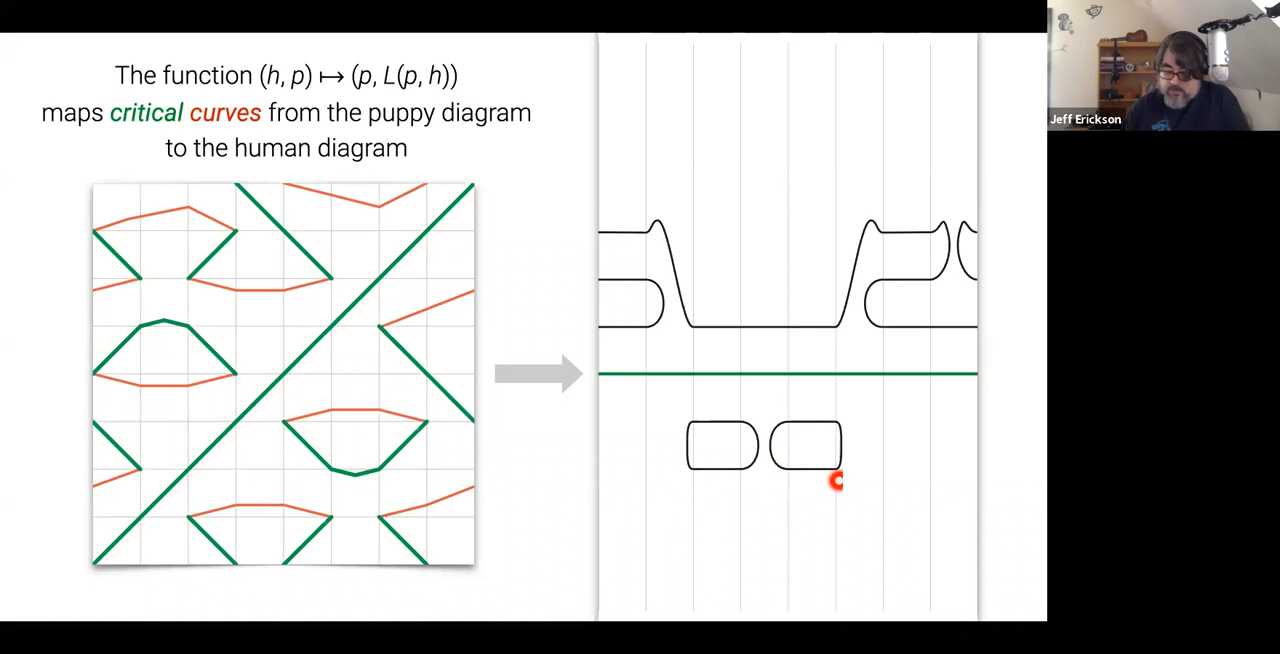 The function (h, p) ↦ (p, L(p, h))
maps critical curves from the puppy diagram
to the human diagram
Jeff Erickson